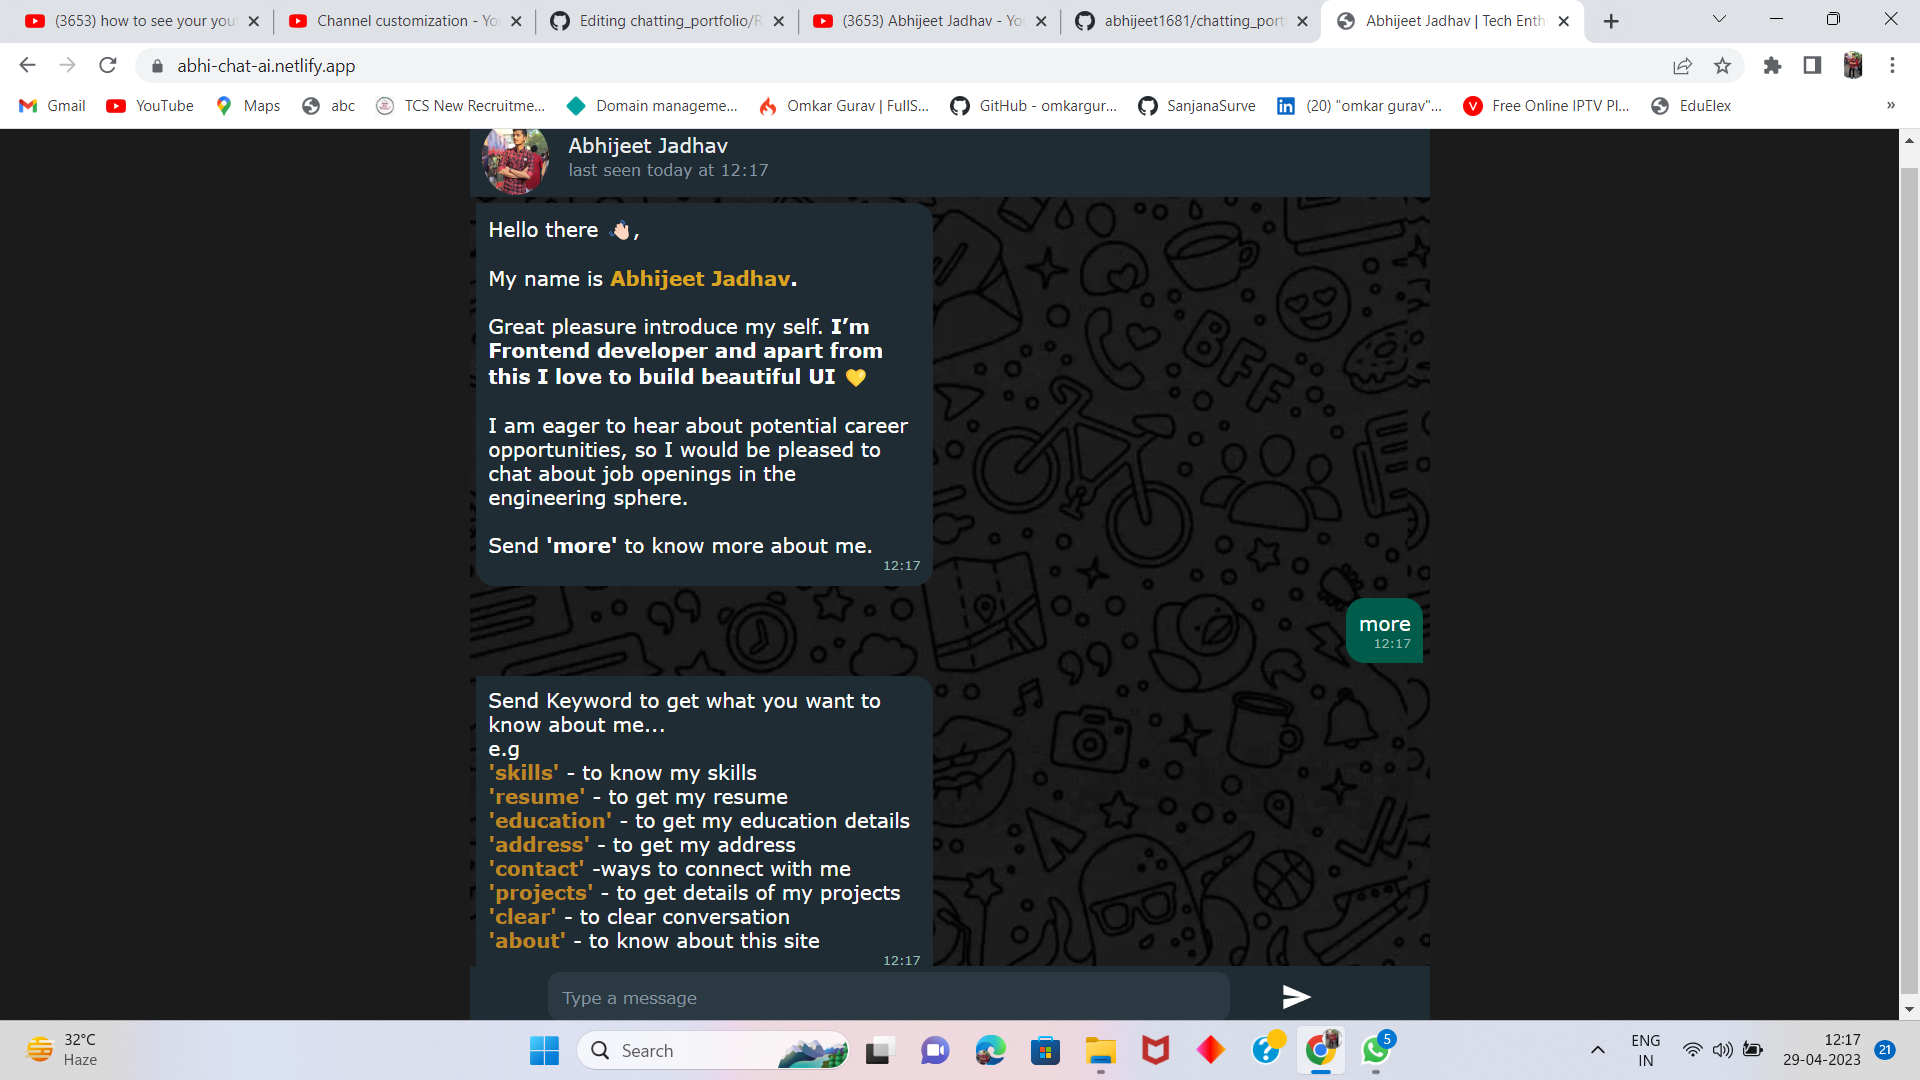 (3653) how to see your you
Channel customization - Yo
Editing chatting_portfolio/R
(3653) Abhijeet Jadhav - You
abhijeet1681/chatting_port
Abhijeet Jadhav | Tech Enth
abhi-chat-ai.netlify.app
Gmail
YouTube
Maps
abc
TCS New Recruitme...
Domain manageme...
Omkar Gurav | FullS...
GitHub - omkargur...
SanjanaSurve
(20) "omkar gurav"...
Free Online IPTV Pl...
EduElex
»
Abhijeet Jadhav
last seen today at 12:17
Hello there 👋🏻,
My name is Abhijeet Jadhav.
Great pleasure introduce my self. I’m
Frontend developer and apart from
this I love to build beautiful UI 💛
I am eager to hear about potential career
opportunities, so I would be pleased to
chat about job openings in the
engineering sphere.
Send 'more' to know more about me.
12:17
more
12:17
Send Keyword to get what you want to
know about me...
e.g
'skills' - to know my skills
'resume' - to get my resume
'education' - to get my education details
'address' - to get my address
'contact' -ways to connect with me
'projects' - to get details of my projects
'clear' - to clear conversation
'about' - to know about this site
12:17
BFF
Type a message
32°C
Haze
Search
5
ENG
IN
12:17
29-04-2023
21